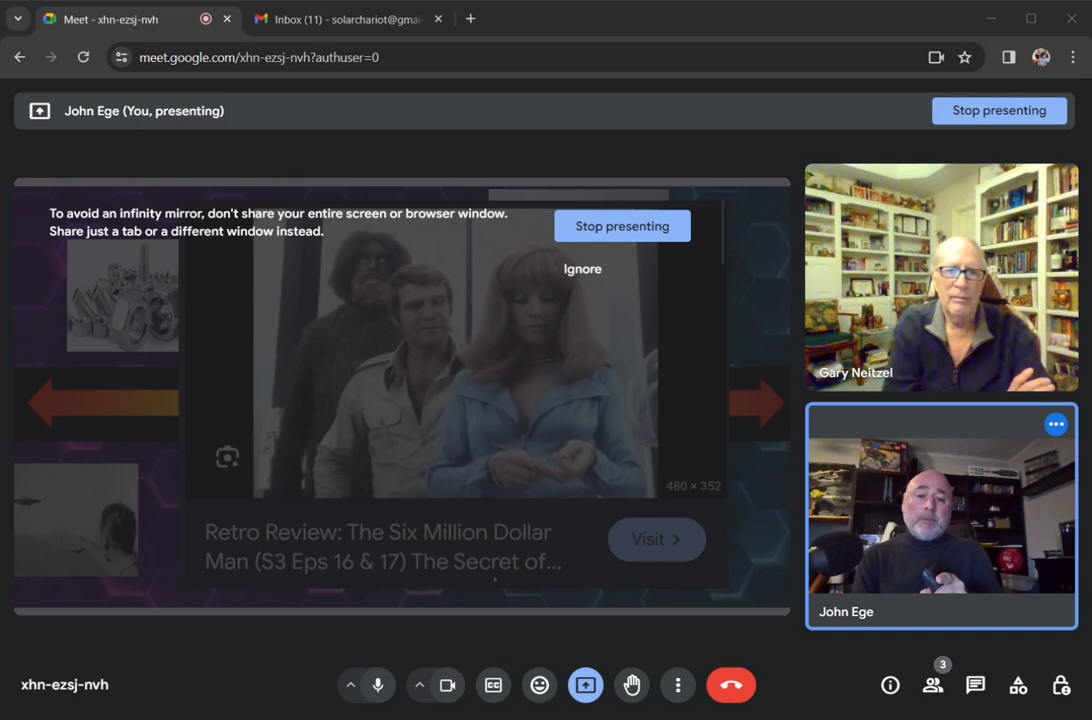 Meet - xhn-ezsj-nvh
Inbox (11) - solarchariot@gmai
meet.google.com/xhn-ezsj-nvh?authuser=0
John Ege (You, presenting)
Stop presenting
To avoid an infinity mirror, don't share your entire screen or browser window.
Share just a tab or a different window instead.
Stop presenting
Ignore
480 × 352
Retro Review: The Six Million Dollar
Man (S3 Eps 16 & 17) The Secret of...
Visit
Gary Neitzel
John Ege
xhn-ezsj-nvh
3